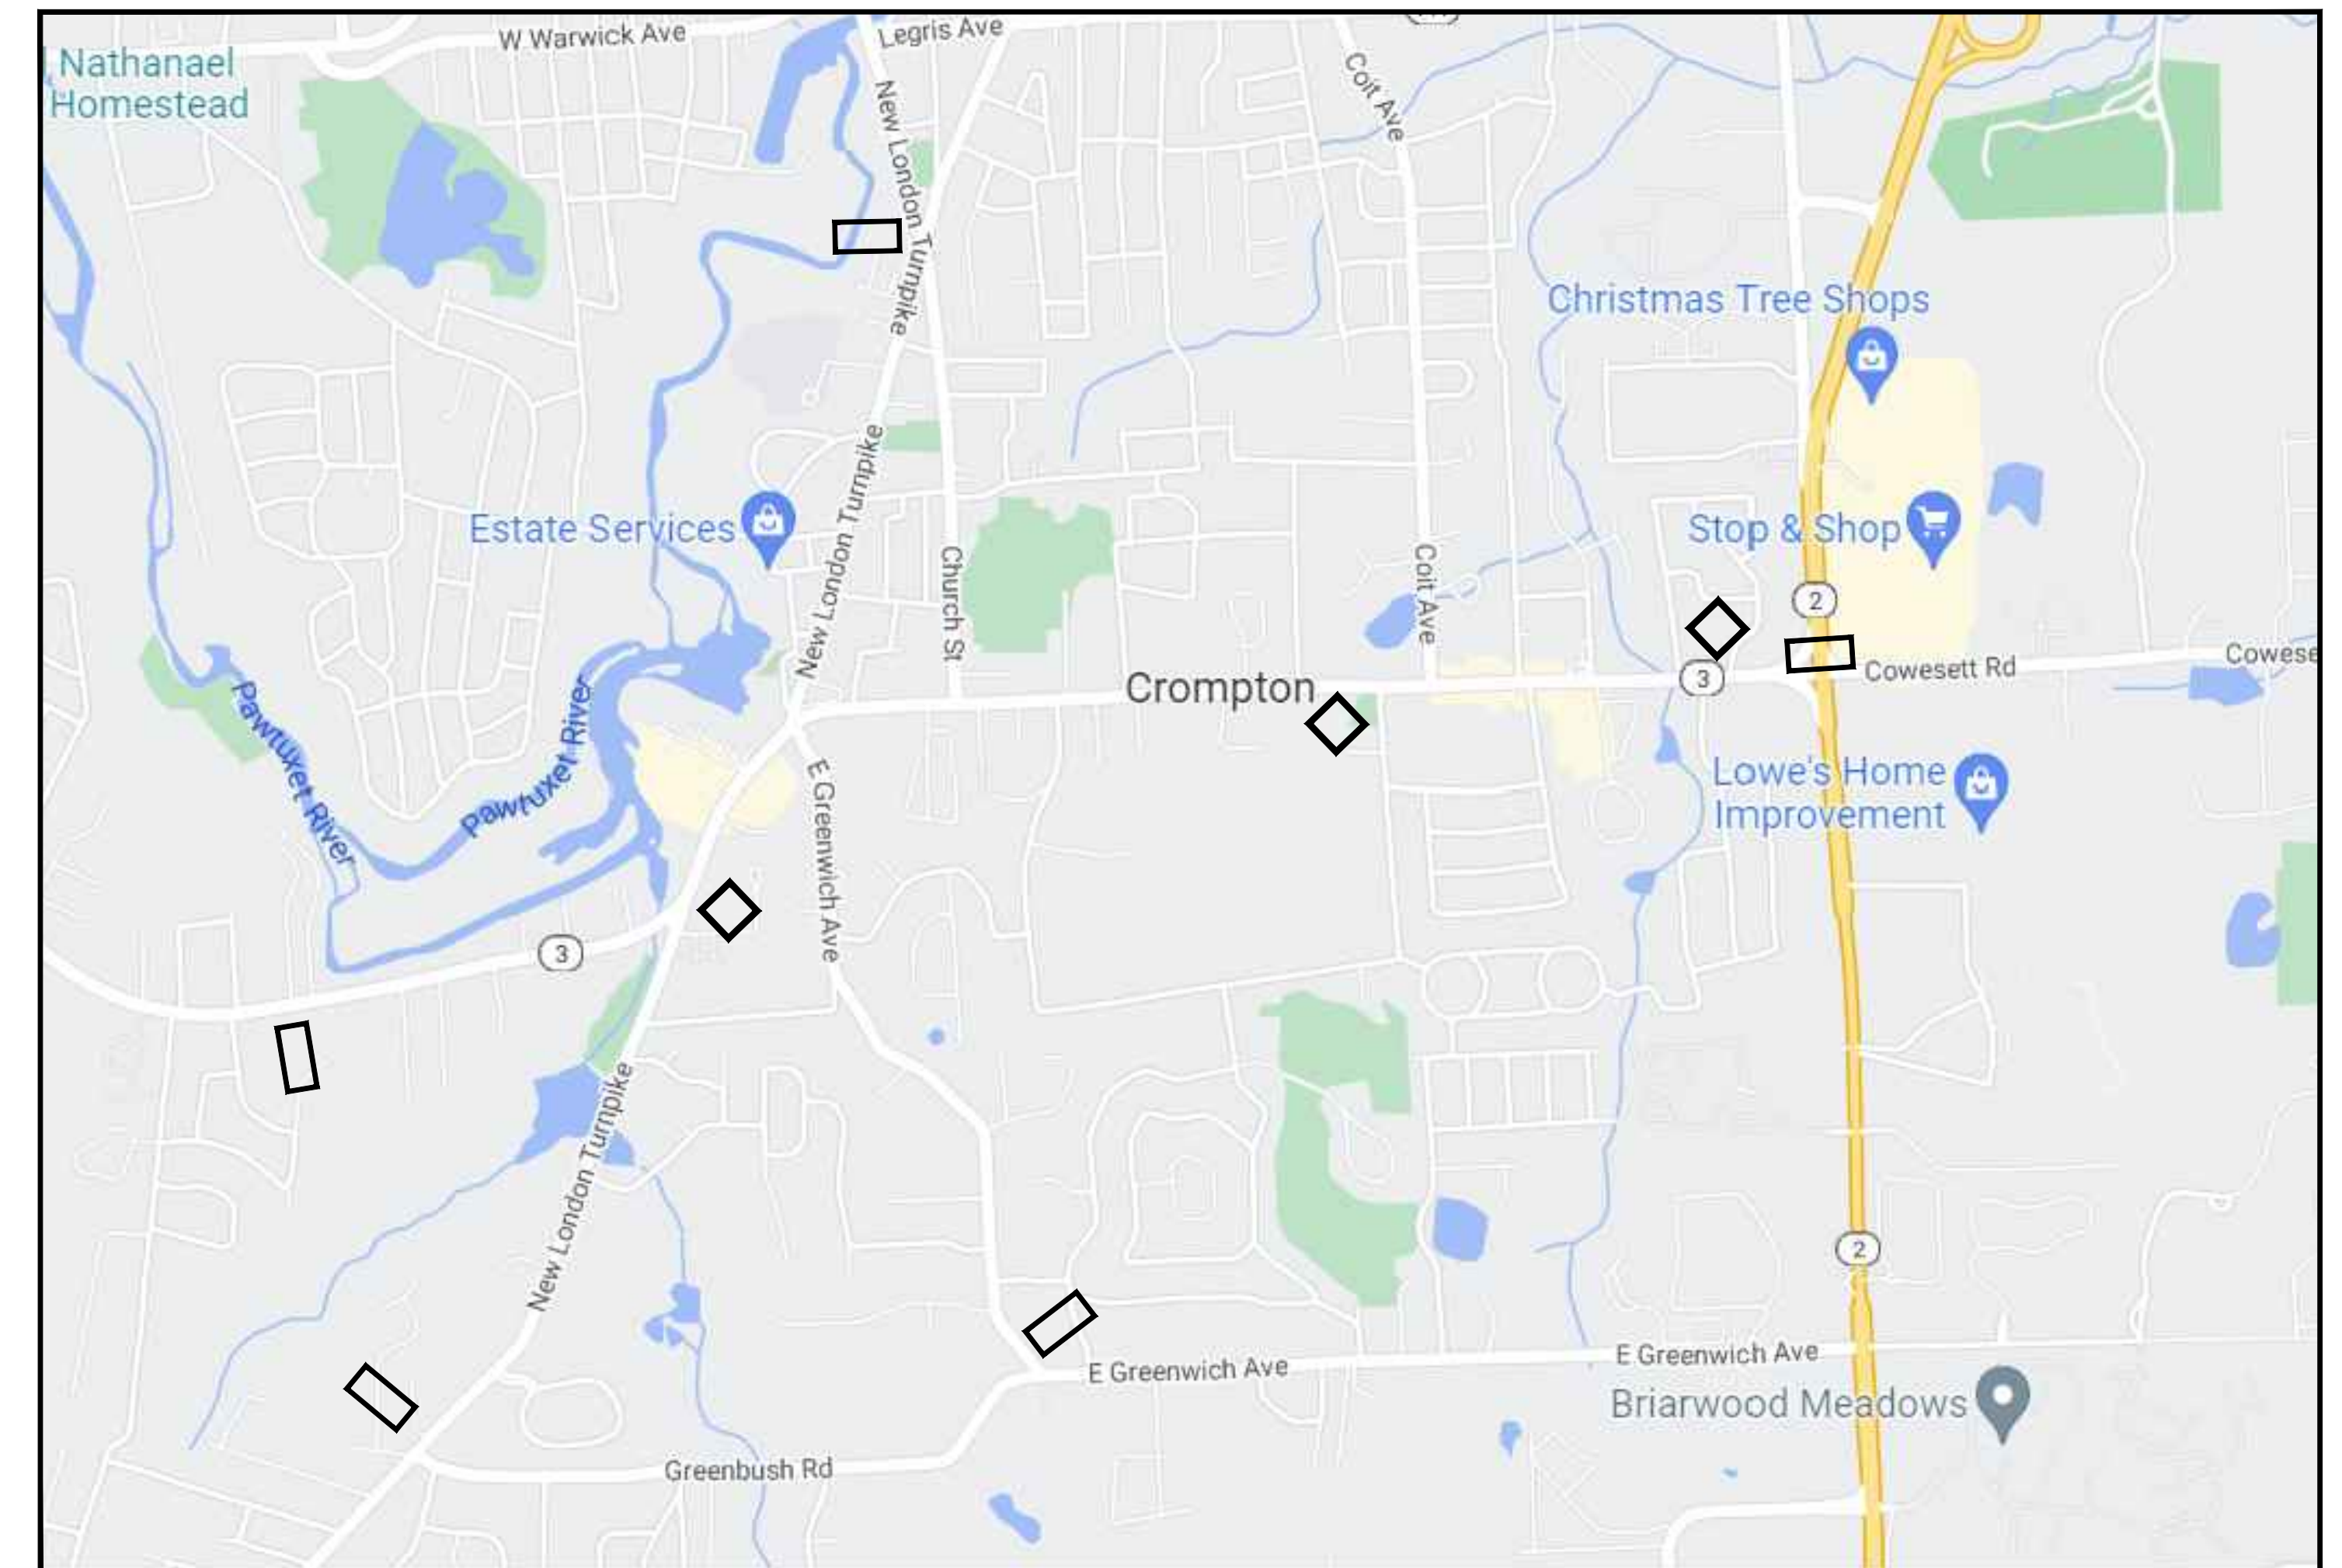 W Warwick Ave
Legris Ave
Nathanael
Homestead
New London Turnpike
Coit Ave
Christmas Tree Shops
New London Turnpike
Estate Services
Church St
Coit Ave
Stop & Shop
2
Crompton
3
Cowesett Rd
Cowese
Pawtuxet River
Pawtuxet River
E Greenwich Ave
Lowe's Home
Improvement
3
New London Turnpike
2
E Greenwich Ave
E Greenwich Ave
Briarwood Meadows
Greenbush Rd